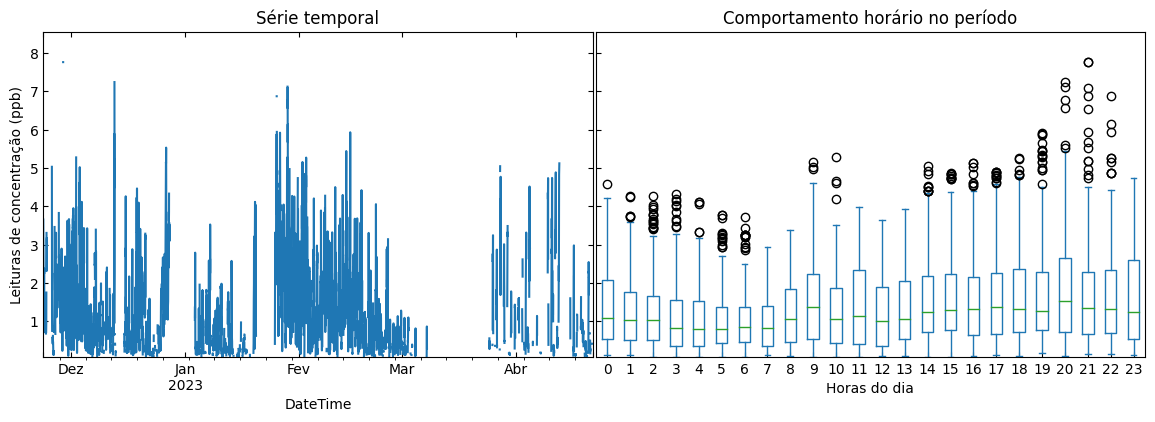 Série temporal
Comportamento horário no período
Leituras de concentração (ppb)
8
7
6
5
4
3
2
1
Dez
Jan
2023
Fev
Mar
Abr
DateTime
0 1 2 3 4 5 6 7 8 9 10 11 12 13 14 15 16 17 18 19 20 21 22 23
Horas do dia